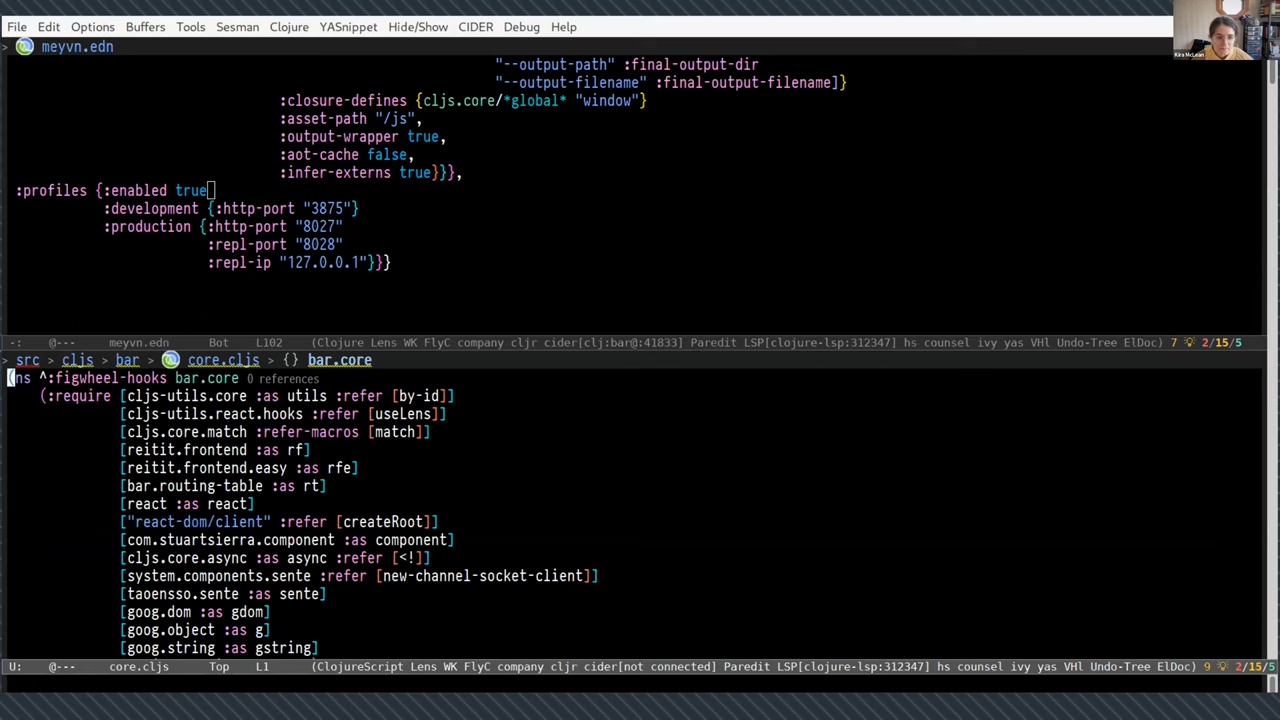 File Edit Options Buffers Tools Sesman Clojure YASnippet Hide/Show CIDER Debug Help
Kira McLean
> meyvn.edn
"--output-path" :final-output-dir
"--output-filename" :final-output-filename]}
:closure-defines {cljs.core/*global* "window"}
:asset-path "/js",
:output-wrapper true,
:aot-cache false,
:infer-externs true}}},
:profiles {:enabled true
:development {:http-port "3875"}
:production {:http-port "8027"
:repl-port "8028"
:repl-ip "127.0.0.1"}}}
-: @--- meyvn.edn Bot L102 (Clojure Lens WK FlyC company cljr cider[clj:bar@:41833] Paredit LSP[clojure-lsp:312347] hs counsel ivy yas VHl Undo-Tree ElDoc) 7 2/15/5
> src > cljs > bar > core.cljs > {} bar.core
(ns ^:figwheel-hooks bar.core 0 references
(:require [cljs-utils.core :as utils :refer [by-id]]
[cljs-utils.react.hooks :refer [useLens]]
[cljs.core.match :refer-macros [match]]
[reitit.frontend :as rf]
[reitit.frontend.easy :as rfe]
[bar.routing-table :as rt]
[react :as react]
["react-dom/client" :refer [createRoot]]
[com.stuartsierra.component :as component]
[cljs.core.async :as async :refer [<!]]
[system.components.sente :refer [new-channel-socket-client]]
[taoensso.sente :as sente]
[goog.dom :as gdom]
[goog.object :as g]
[goog.string :as gstring]
U: @--- core.cljs Top L1 (ClojureScript Lens WK FlyC company cljr cider[not connected] Paredit LSP[clojure-lsp:312347] hs counsel ivy yas VHl Undo-Tree ElDoc) 9 2/15/5